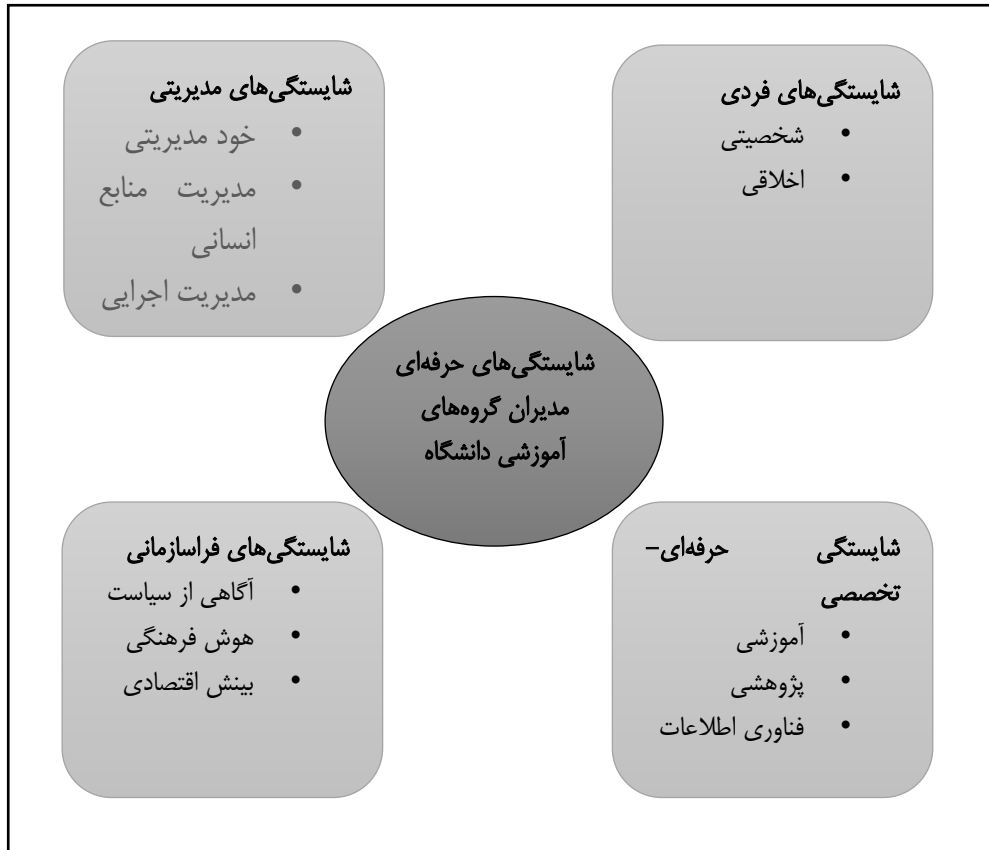 شایستگی‌های فردی
• شخصیتی
• اخلاقی
شایستگی‌های مدیریتی
• خود مدیریتی
• مدیریت منابع
انسانی
• مدیریت اجرایی
شایستگی‌های حرفه‌ای
مدیران گروه‌های
آموزشی دانشگاه
شایستگی حرفه‌ای–
تخصصی
• آموزشی
• پژوهشی
• فناوری اطلاعات
شایستگی‌های فراسازمانی
• آگاهی از سیاست
• هوش فرهنگی
• بینش اقتصادی